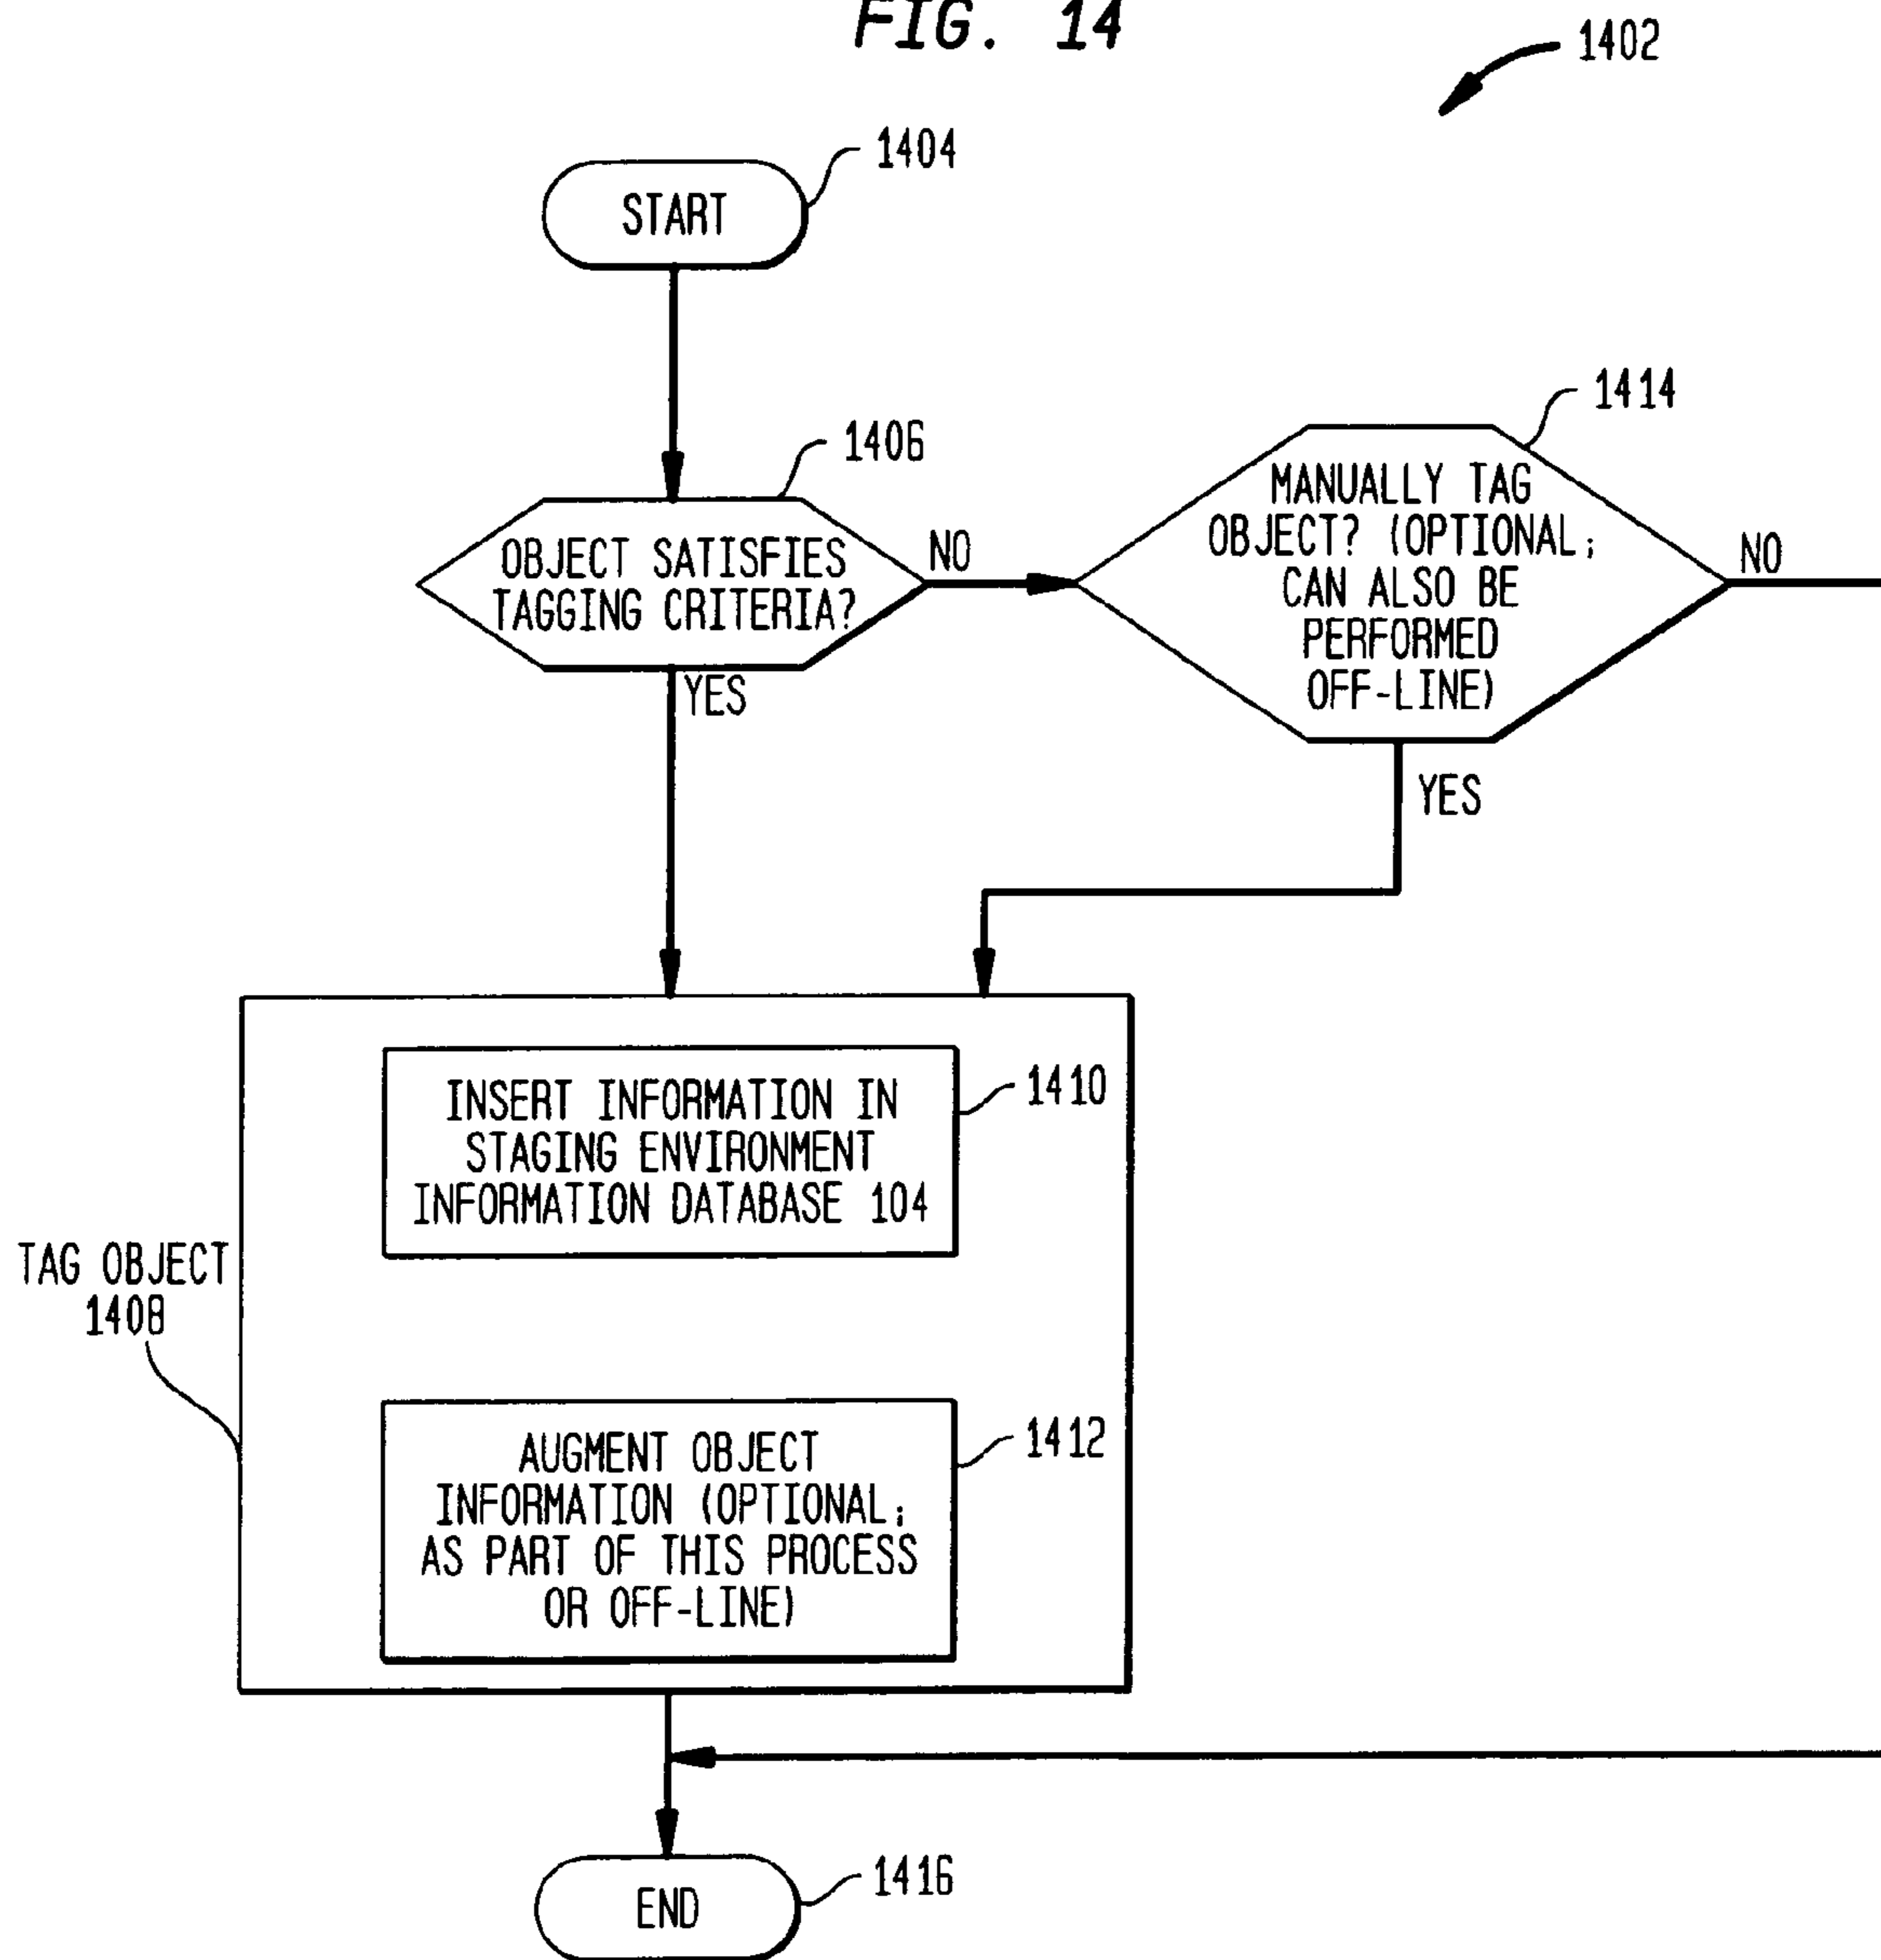 FIG. 14
1402
1404
START
1406
OBJECT SATISFIES
TAGGING CRITERIA?
NO
YES
1414
MANUALLY TAG
OBJECT? (OPTIONAL;
CAN ALSO BE
PERFORMED
OFF-LINE)
NO
YES
TAG OBJECT
1408
INSERT INFORMATION IN
STAGING ENVIRONMENT
INFORMATION DATABASE 104
1410
AUGMENT OBJECT
INFORMATION (OPTIONAL;
AS PART OF THIS PROCESS
OR OFF-LINE)
1412
END
1416